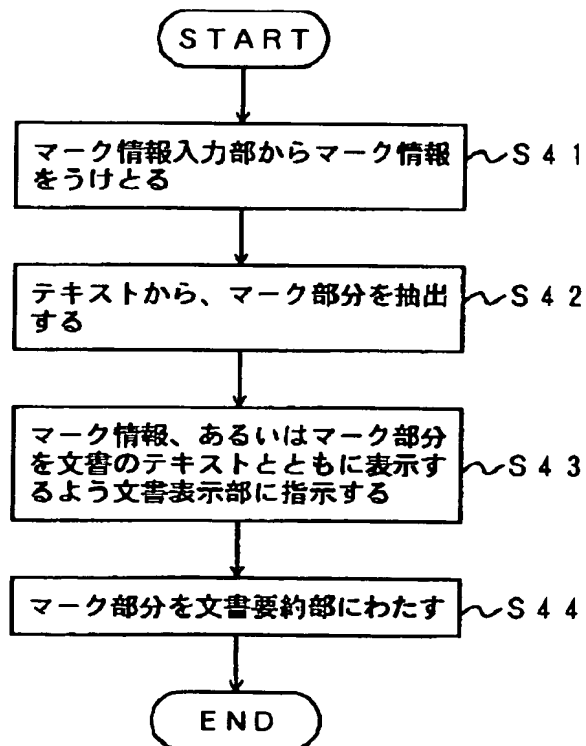 START
マーク情報入力部からマーク情報 S41
をうけとる
テキストから、マーク部分を抽出 S42
する
マーク情報、あるいはマーク部分
を文書のテキストとともに表示す S43
るよう文書表示部に指示する
マーク部分を文書要約部にわたす S44
END